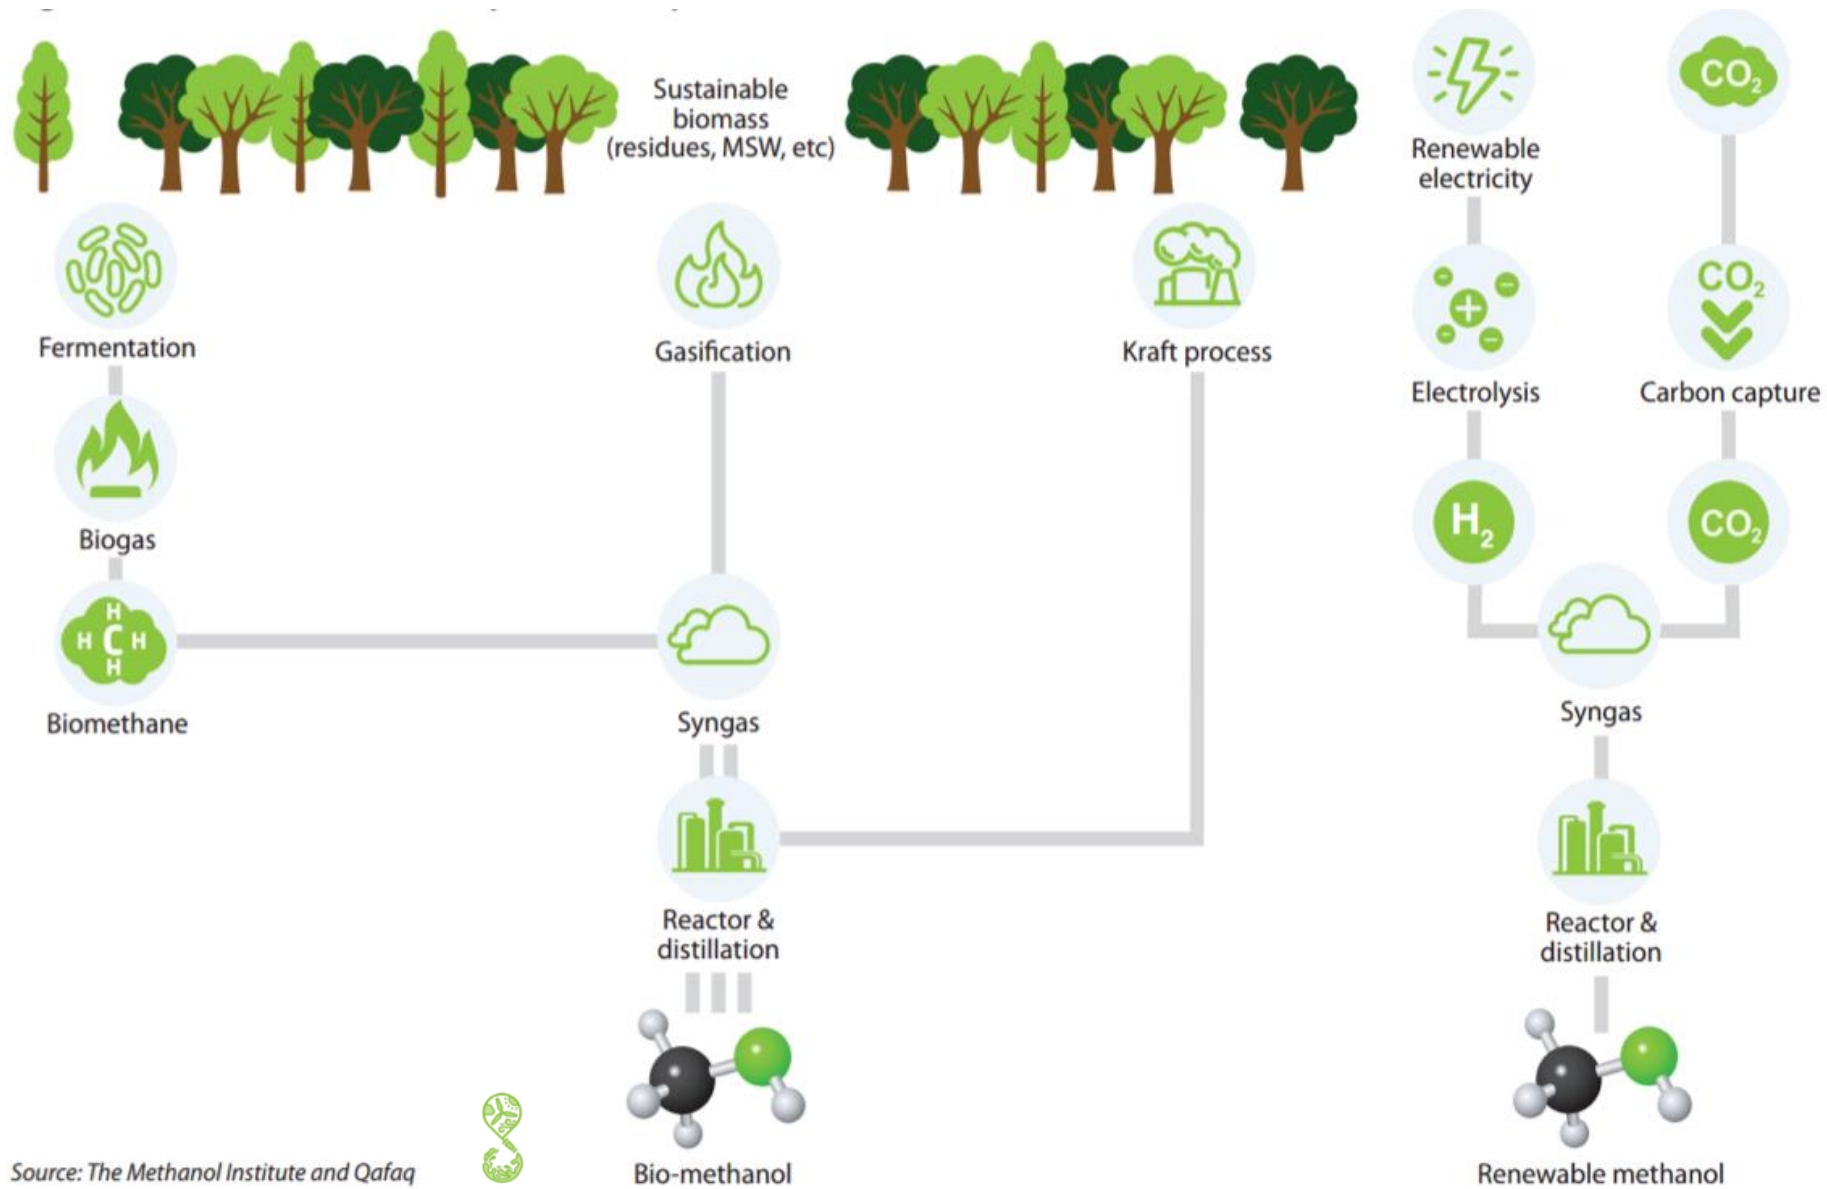 Sustainable
biomass
(residues, MSW, etc)
CO2
Renewable
electricity
Fermentation
Gasification
Kraft process
CO2
Electrolysis
Carbon capture
Biogas
H2
CO2
H
H C H
H
Biomethane
Syngas
Syngas
Reactor &
distillation
Reactor &
distillation
Bio-methanol
Renewable methanol
Source: The Methanol Institute and Qafaq